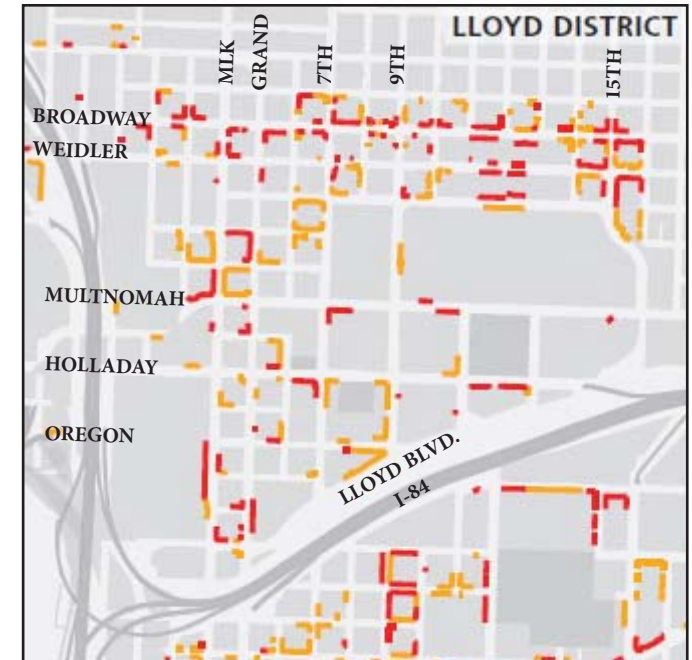 LLOYD DISTRICT
MLK
GRAND
7TH
9TH
15TH
BROADWAY
WEIDLER
MULTNOMAH
HOLLADAY
OREGON
LLOYD BLVD.
I-84